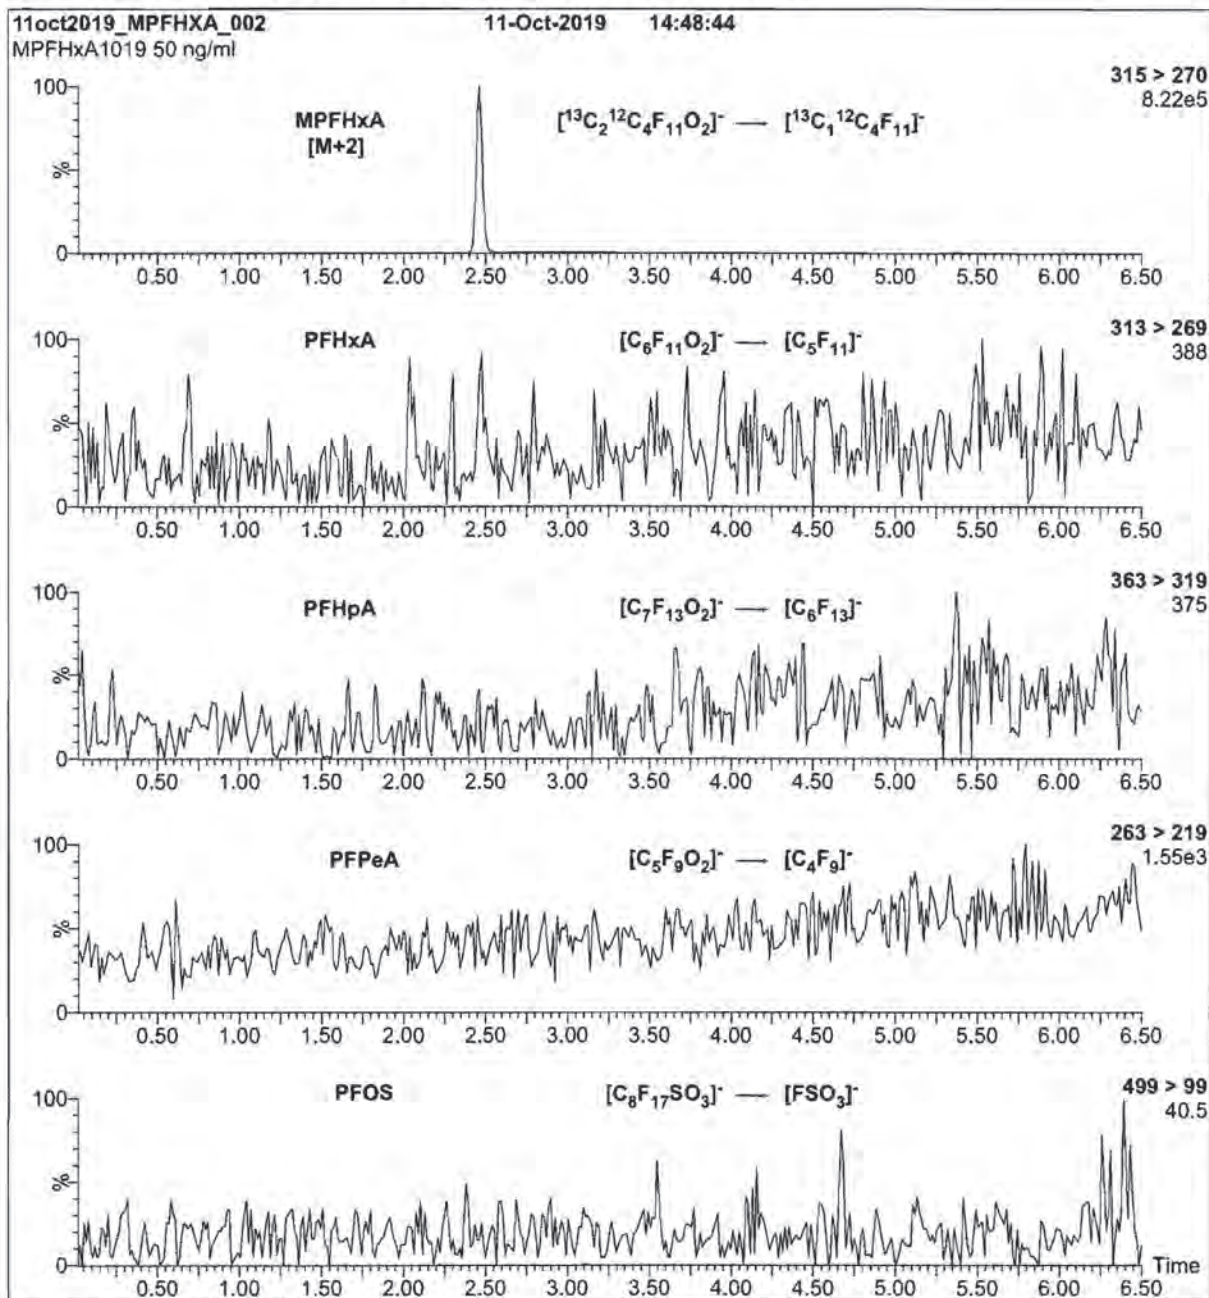 11oct2019_MPFHXA_002 11-Oct-2019 14:48:44
MPFHxA1019 50 ng/ml
315 > 270
8.22e5
MPFHxA
[M+2]
[¹³C₂¹²C₄F₁₁O₂]⁻ → [¹³C₁¹²C₄F₁₁]⁻
100
%
0
0.50 1.00 1.50 2.00 2.50 3.00 3.50 4.00 4.50 5.00 5.50 6.00 6.50
313 > 269
388
PFHxA [C₆F₁₁O₂]⁻ → [C₅F₁₁]⁻
100
%
0
0.50 1.00 1.50 2.00 2.50 3.00 3.50 4.00 4.50 5.00 5.50 6.00 6.50
363 > 319
375
PFHpA [C₇F₁₃O₂]⁻ → [C₆F₁₃]⁻
100
%
0
0.50 1.00 1.50 2.00 2.50 3.00 3.50 4.00 4.50 5.00 5.50 6.00 6.50
263 > 219
1.55e3
PFPeA [C₅F₉O₂]⁻ → [C₄F₉]⁻
100
%
0
0.50 1.00 1.50 2.00 2.50 3.00 3.50 4.00 4.50 5.00 5.50 6.00 6.50
499 > 99
40.5
PFOS [C₈F₁₇SO₃]⁻ → [FSO₃]⁻
100
%
0
Time
0.50 1.00 1.50 2.00 2.50 3.00 3.50 4.00 4.50 5.00 5.50 6.00 6.50